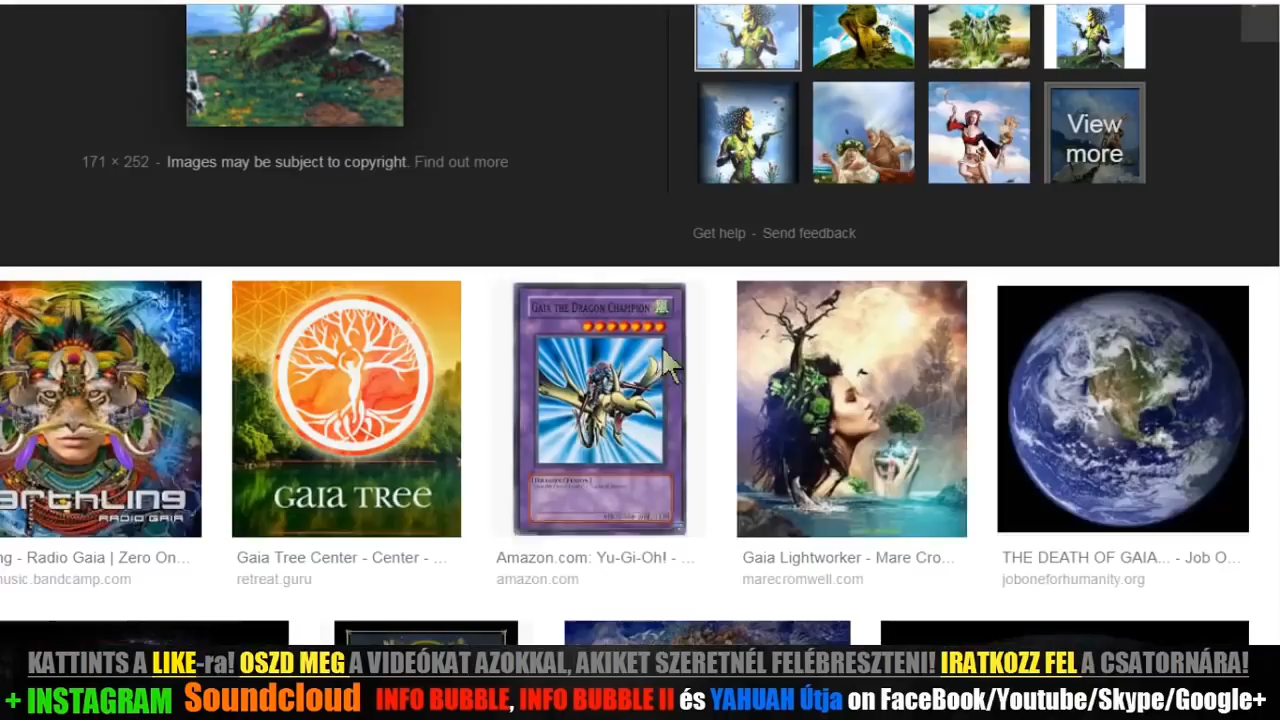 View
more
171 × 252 - Images may be subject to copyright. Find out more
Get help - Send feedback
GAIA THE DRAGON CHAMPION
ARTHLING
RADIO GAIA
GAIA TREE
ng - Radio Gaia | Zero On...
Gaia Tree Center - Center - ...
Amazon.com: Yu-Gi-Oh! - ...
Gaia Lightworker - Mare Cro...
THE DEATH OF GAIA... - Job O...
music.bandcamp.com
retreat.guru
amazon.com
marecromwell.com
joboneforhumanity.org
KATTINTS A LIKE-ra! OSZD MEG A VIDEÓKAT AZOKKAL, AKIKET SZERETNÉL FELÉBRESZTENI! IRATKOZZ FEL A CSATORNÁRA!
+ INSTAGRAM Soundcloud INFO BUBBLE, INFO BUBBLE II és YAHUAH Útja on FaceBook/Youtube/Skype/Google+